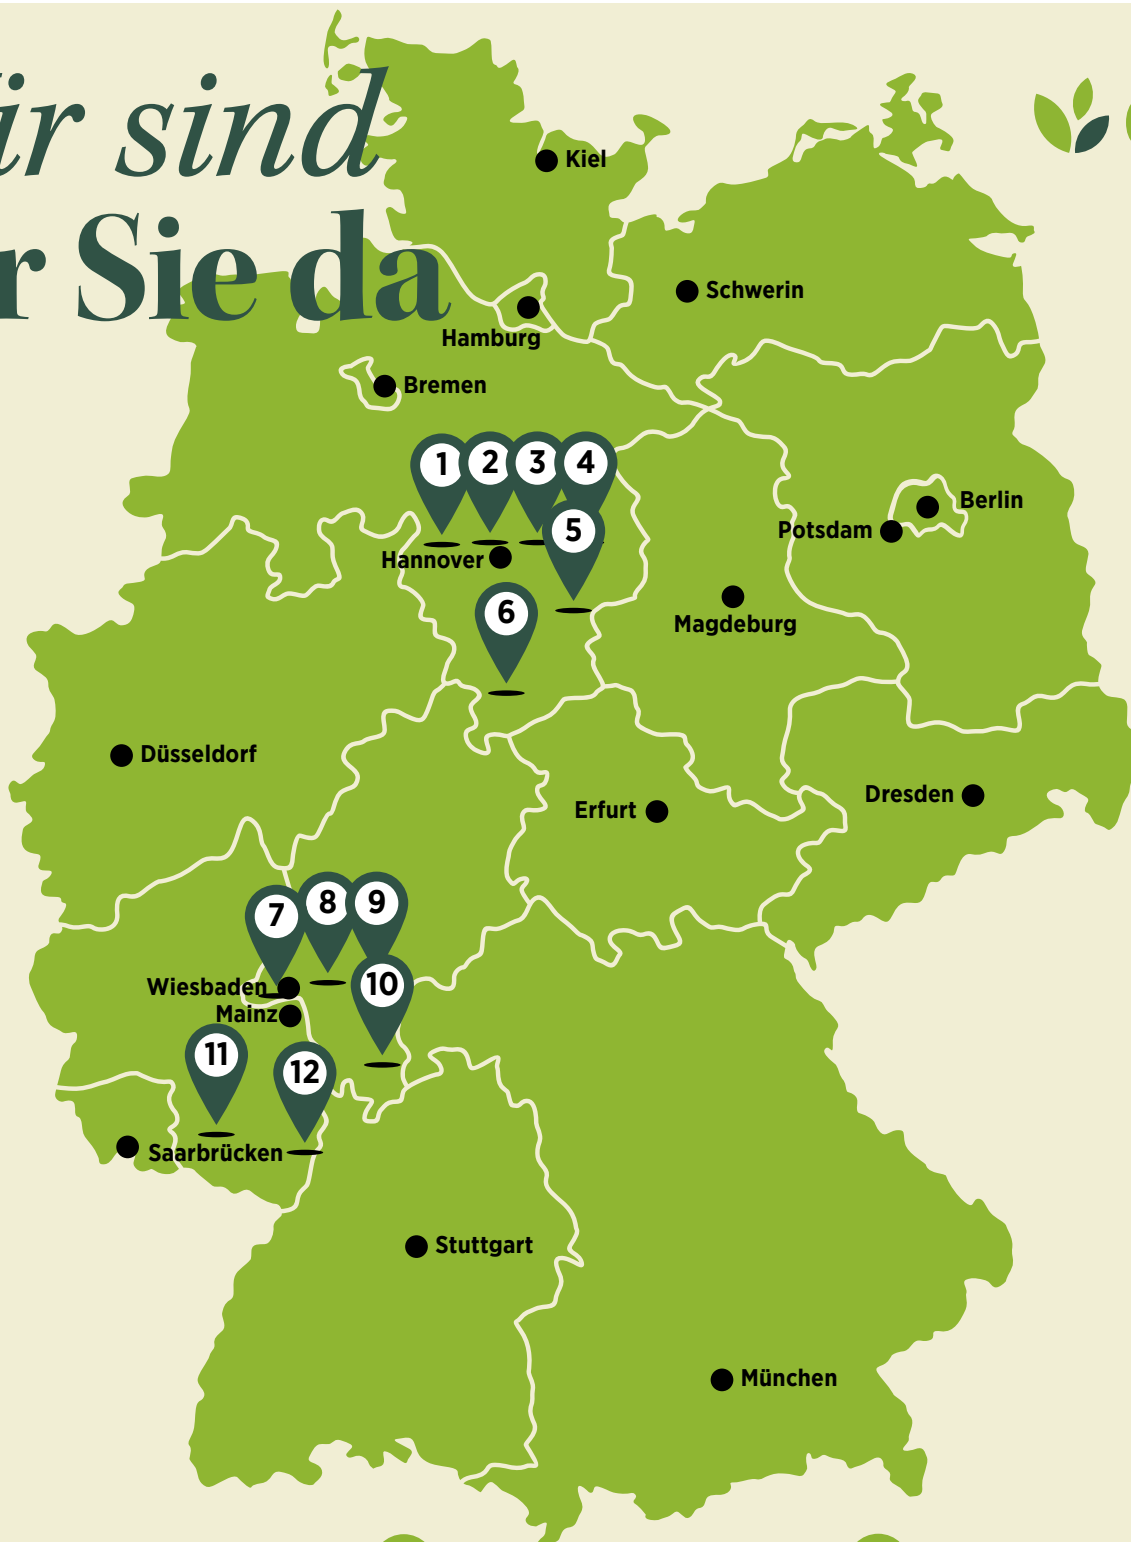 ir sind
r Sie da
Kiel
Schwerin
Hamburg
Bremen
1 2 3 4
Berlin
5
Potsdam
Hannover
6
Magdeburg
Düsseldorf
Dresden
Erfurt
7 8 9
Wiesbaden
10
Mainz
11
12
Saarbrücken
Stuttgart
München